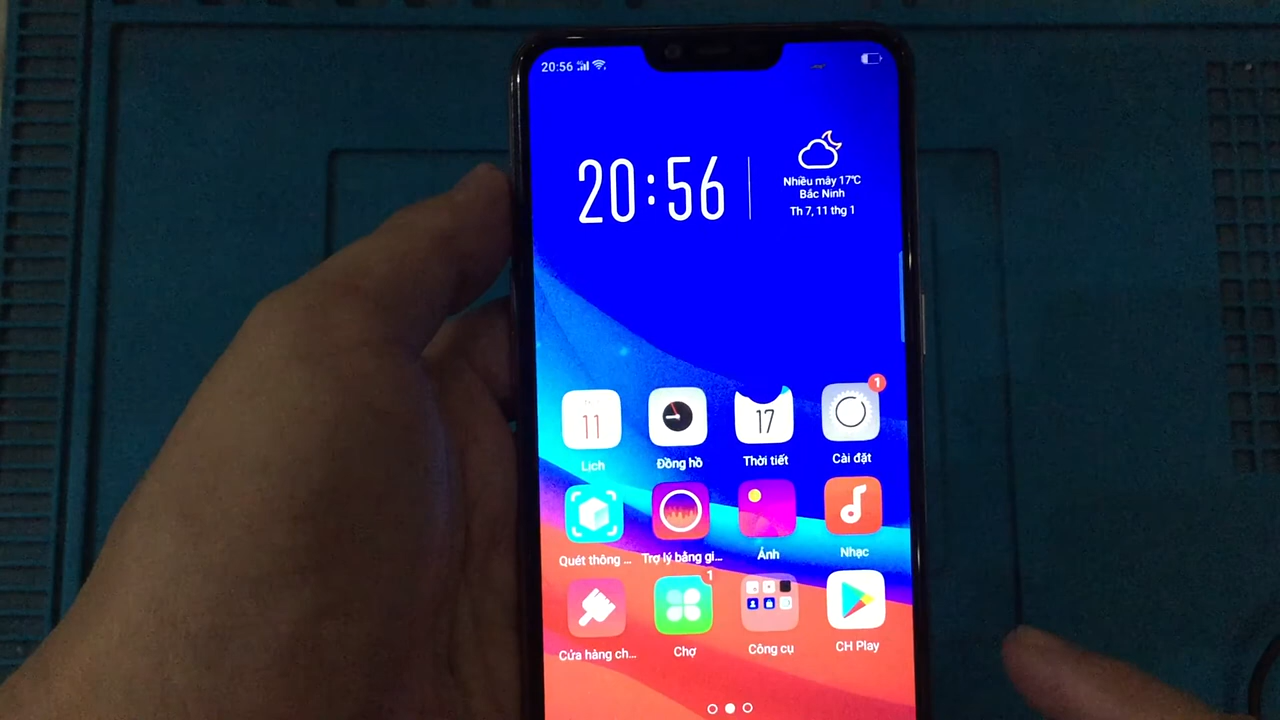 20:56
20:56
Nhiều mây 17°C
Bắc Ninh
Th 7, 11 thg 1
11
17
1
Lịch
Đồng hồ
Thời tiết
Cài đặt
Quét thông ...
Trợ lý bằng gi...
Ảnh
Nhạc
1
Cửa hàng ch...
Chợ
Công cụ
CH Play